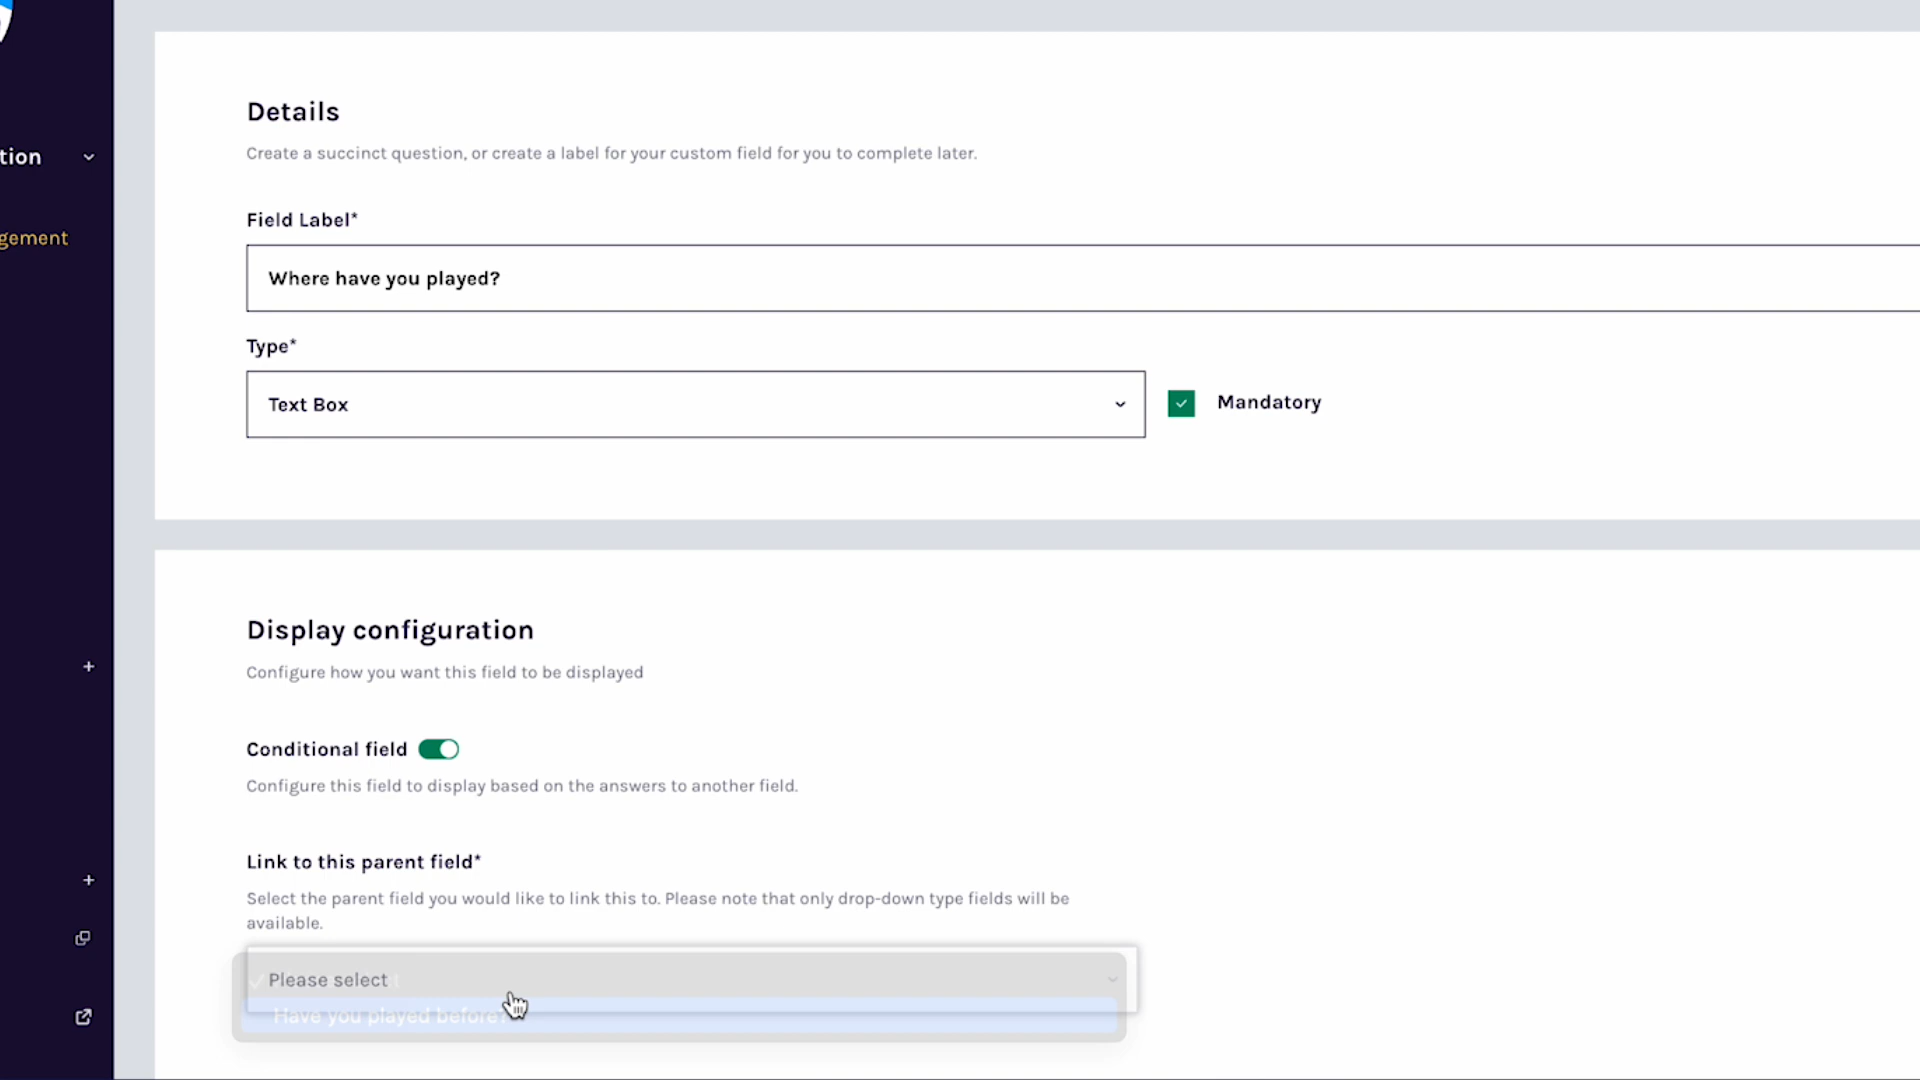 tion
gement
Details
Create a succinct question, or create a label for your custom field for you to complete later.
Field Label*
Where have you played?
Type*
Text Box
Mandatory
Display configuration
Configure how you want this field to be displayed
Conditional field
Configure this field to display based on the answers to another field.
Link to this parent field*
Select the parent field you would like to link this to. Please note that only drop-down type fields will be
available.
Please select
Have you played before?